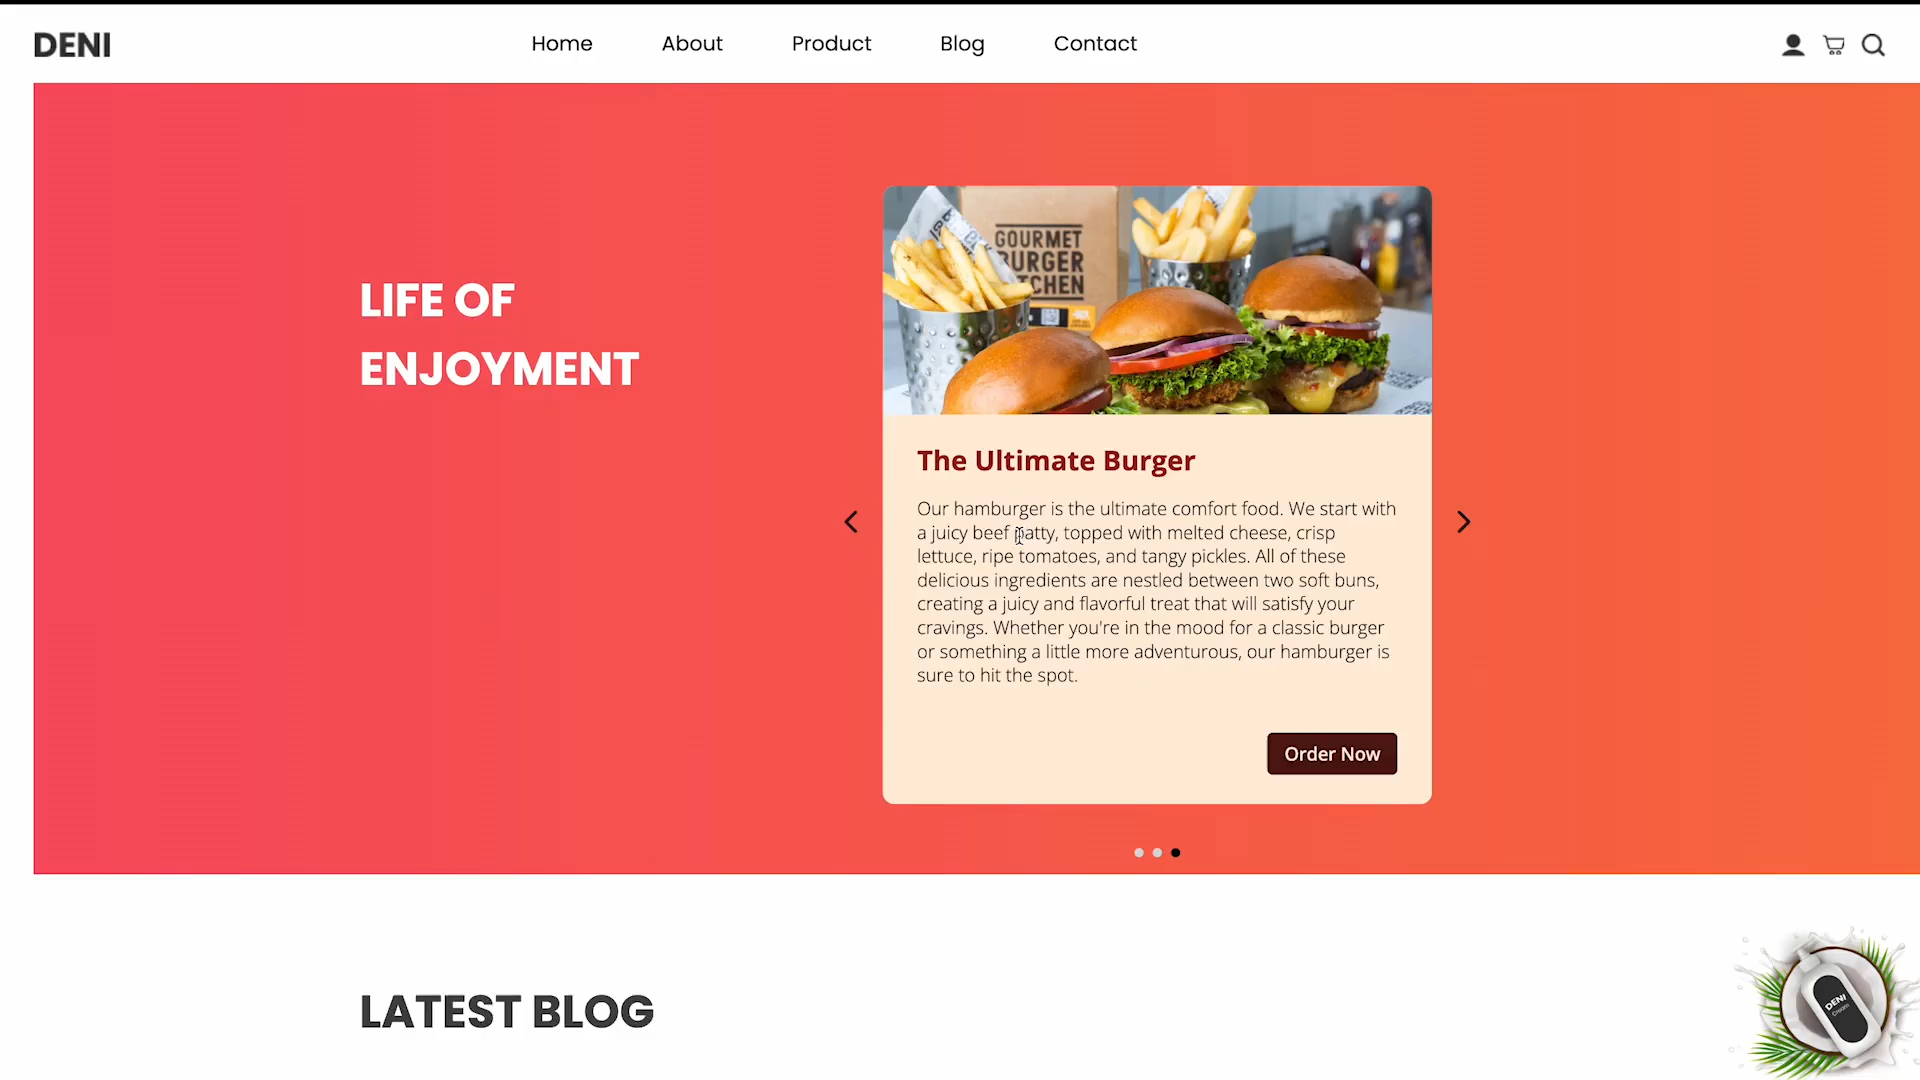 DENI
Home
About
Product
Blog
Contact
LIFE OF
ENJOYMENT
GOURMET
BURGER
The Ultimate Burger
Our hamburger is the ultimate comfort food. We start with
a juicy beef patty, topped with melted cheese, crisp
lettuce, ripe tomatoes, and tangy pickles. All of these
delicious ingredients are nestled between two soft buns,
creating a juicy and flavorful treat that will satisfy your
cravings. Whether you're in the mood for a classic burger
or something a little more adventurous, our hamburger is
sure to hit the spot.
Order Now
LATEST BLOG
DENI
Cream